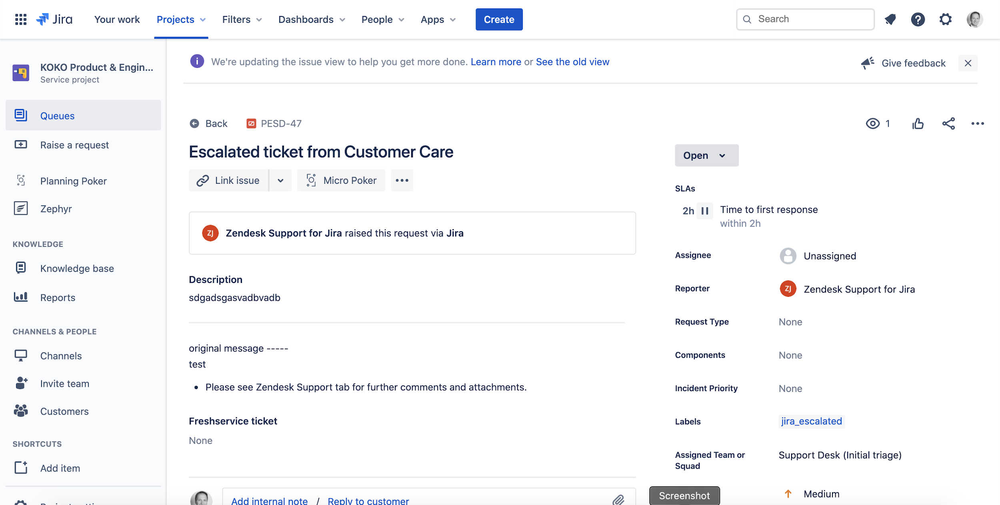 Jira
Your work
Projects
Filters
Dashboards
People
Apps
Create
Search
KOKO Product & Engin...
Service project
Queues
Raise a request
Planning Poker
Zephyr
KNOWLEDGE
Knowledge base
Reports
CHANNELS & PEOPLE
Channels
Invite team
Customers
SHORTCUTS
Add item
We're updating the issue view to help you get more done. Learn more or See the old view
Give feedback
Back
PESD-47
1
Escalated ticket from Customer Care
Link issue
Micro Poker
ZJ
Zendesk Support for Jira raised this request via Jira
Description
sdgadsgasvadbvadb
original message -----
test
• Please see Zendesk Support tab for further comments and attachments.
Freshservice ticket
None
Add internal note / Reply to customer
Open
SLAs
2h
Time to first response
within 2h
Assignee
Unassigned
Reporter
ZJ
Zendesk Support for Jira
Request Type
None
Components
None
Incident Priority
None
Labels
jira_escalated
Assigned Team or
Squad
Support Desk (Initial triage)
Screenshot
Medium